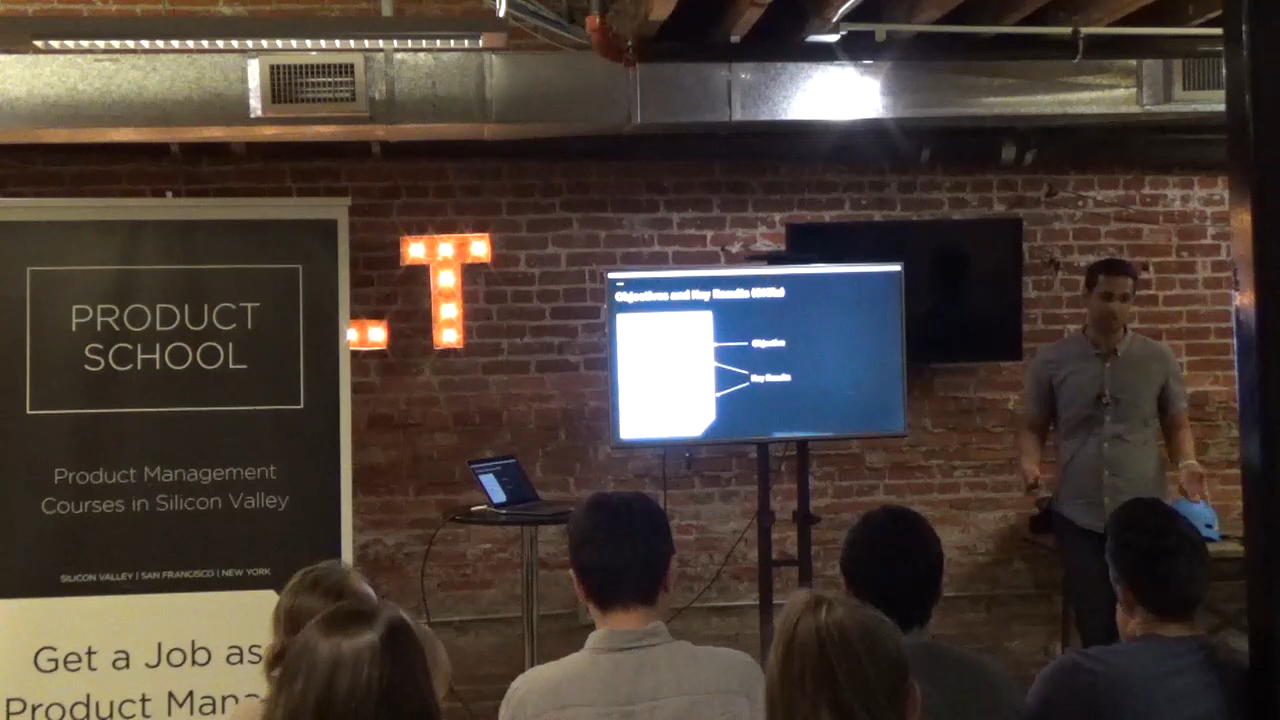 PRODUCT
SCHOOL
Product Management
Courses in Silicon Valley
SILICON VALLEY | SAN FRANCISCO | NEW YORK
Get a Job as
Product
T
Objectives and Key Results (OKRs)
Objective
Key Results